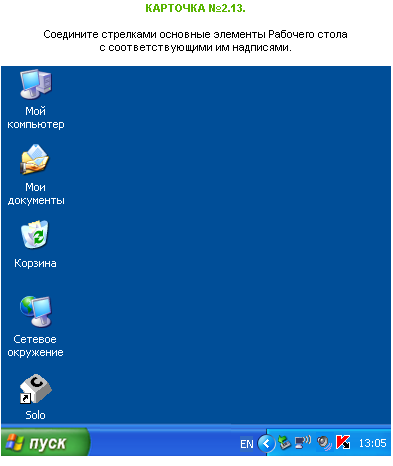 КАРТОЧКА №2.13.
Соедините стрелками основные элементы Рабочего стола
с соответствующими им надписями.
Мой
компьютер
Мои
документы
Корзина
Сетевое
окружение
Solo
пуск
EN
13:05